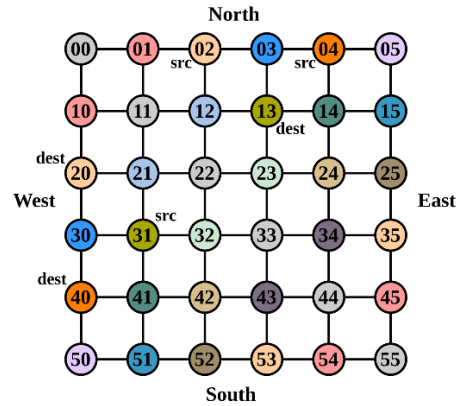 North
00 01 02 03 04 05
src src
10 11 12 13 14 15
dest
dest
20 21 22 23 24 25
West East
src
30 31 32 33 34 35
dest
40 41 42 43 44 45
50 51 52 53 54 55
South